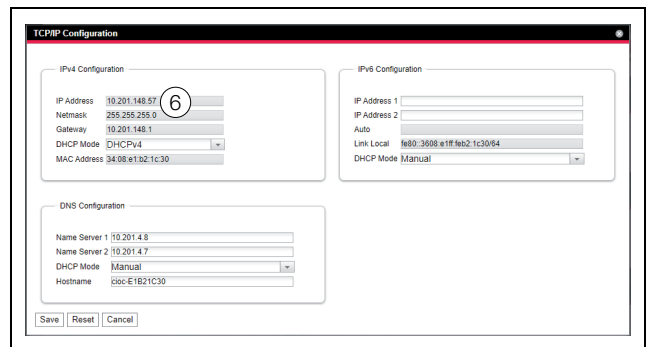 TCP/IP Configuration
IPv4 Configuration
IP Address 10.201.148.57
6
Netmask 255.255.255.0
Gateway 10.201.148.1
DHCP Mode DHCPv4
MAC Address 34:08:e1:b2:1c:30
IPv6 Configuration
IP Address 1
IP Address 2
Auto
Link Local fe80::3608:e1ff:feb2:1c30/64
DHCP Mode Manual
DNS Configuration
Name Server 1 10.201.4.8
Name Server 2 10.201.4.7
DHCP Mode Manual
Hostname cioc-E1B21C30
Save Reset Cancel